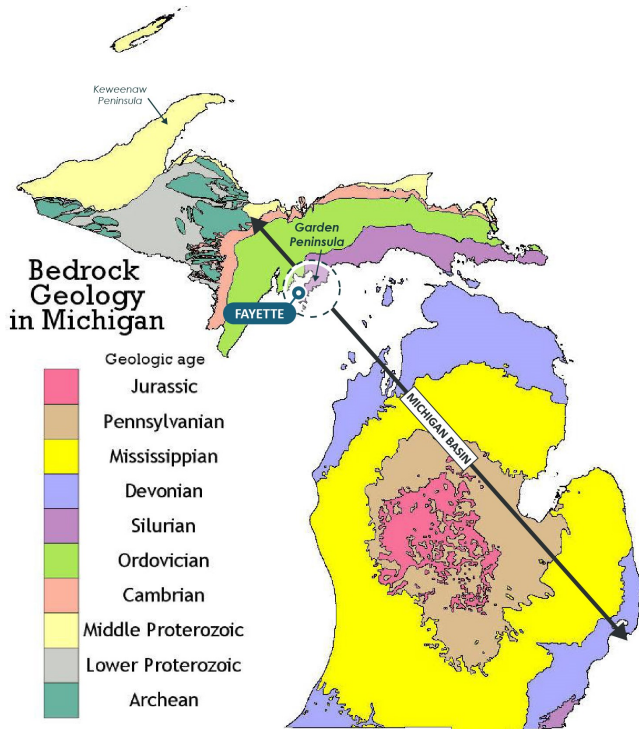 Keweenaw
Peninsula
Garden
Peninsula
Bedrock
Geology
in Michigan
FAYETTE
MICHIGAN BASIN
Geologic age
Jurassic
Pennsylvanian
Mississippian
Devonian
Silurian
Ordovician
Cambrian
Middle Proterozoic
Lower Proterozoic
Archean